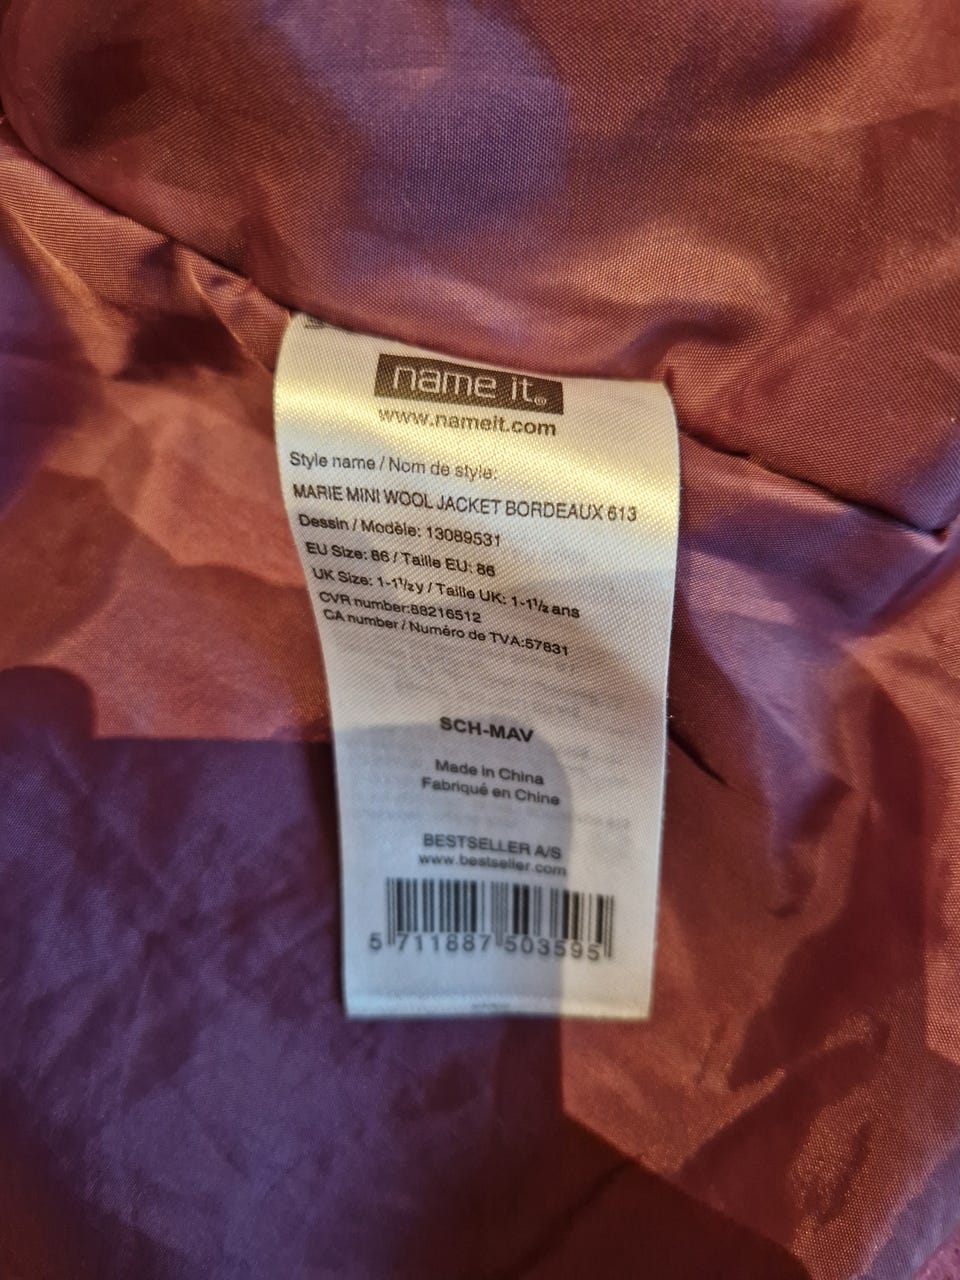 name it®
www.nameit.com
Style name / Nom de style:
MARIE MINI WOOL JACKET BORDEAUX 613
Dessin / Modèle: 13089531
EU Size: 86 / Taille EU: 86
UK Size: 1-1½y / Taille UK: 1-1½ ans
CVR number:88216512
CA number / Numéro de TVA:57831
SCH-MAV
Made in China
Fabriqué en Chine
BESTSELLER A/S
www.bestseller.com
5 711887 503595